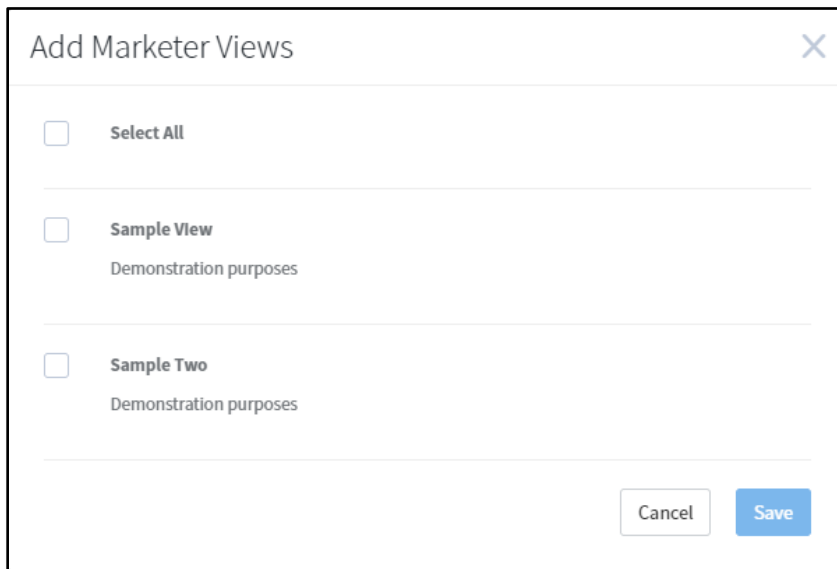 Add Marketer Views
Select All
Sample VIew
Demonstration purposes
Sample Two
Demonstration purposes
Cancel
Save